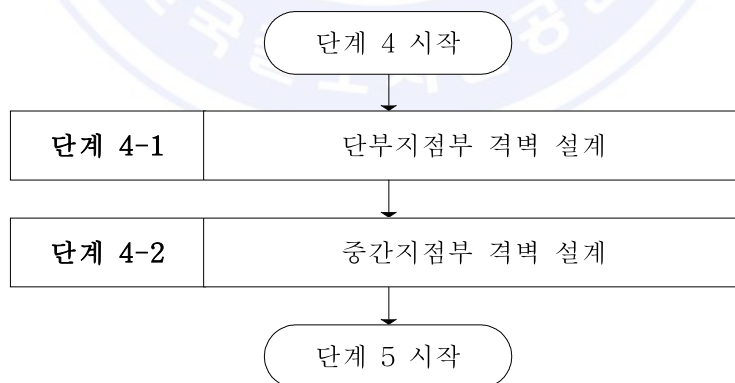 단계 4 시작
단계 4-1 단부지점부 격벽 설계
단계 4-2 중간지점부 격벽 설계
단계 5 시작